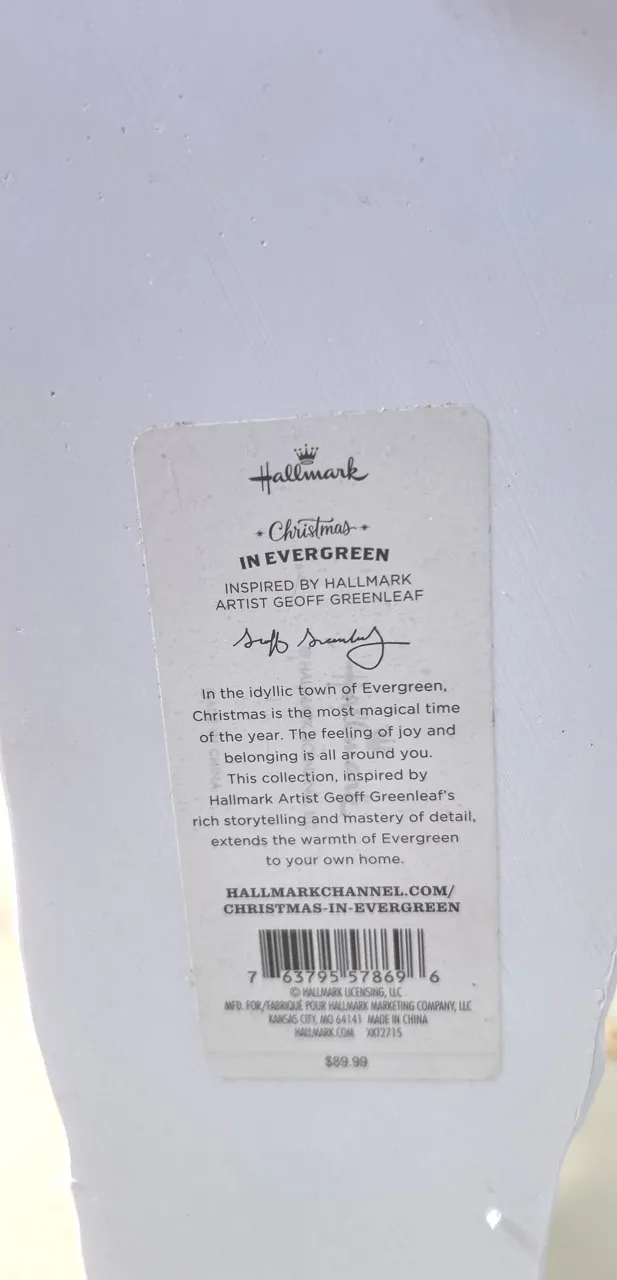 Hallmark
Christmas
IN EVERGREEN
INSPIRED BY HALLMARK
ARTIST GEOFF GREENLEAF
Geoff Greenleaf
In the idyllic town of Evergreen,
Christmas is the most magical time
of the year. The feeling of joy and
belonging is all around you.
This collection, inspired by
Hallmark Artist Geoff Greenleaf's
rich storytelling and mastery of detail,
extends the warmth of Evergreen
to your own home.
HALLMARKCHANNEL.COM/
CHRISTMAS-IN-EVERGREEN
7 63795 57869 6
© HALLMARK LICENSING, LLC
MFD. FOR/FABRIQUÉ POUR HALLMARK MARKETING COMPANY, LLC
KANSAS CITY, MO 64141 MADE IN CHINA
HALLMARK.COM XKT2715
$89.99